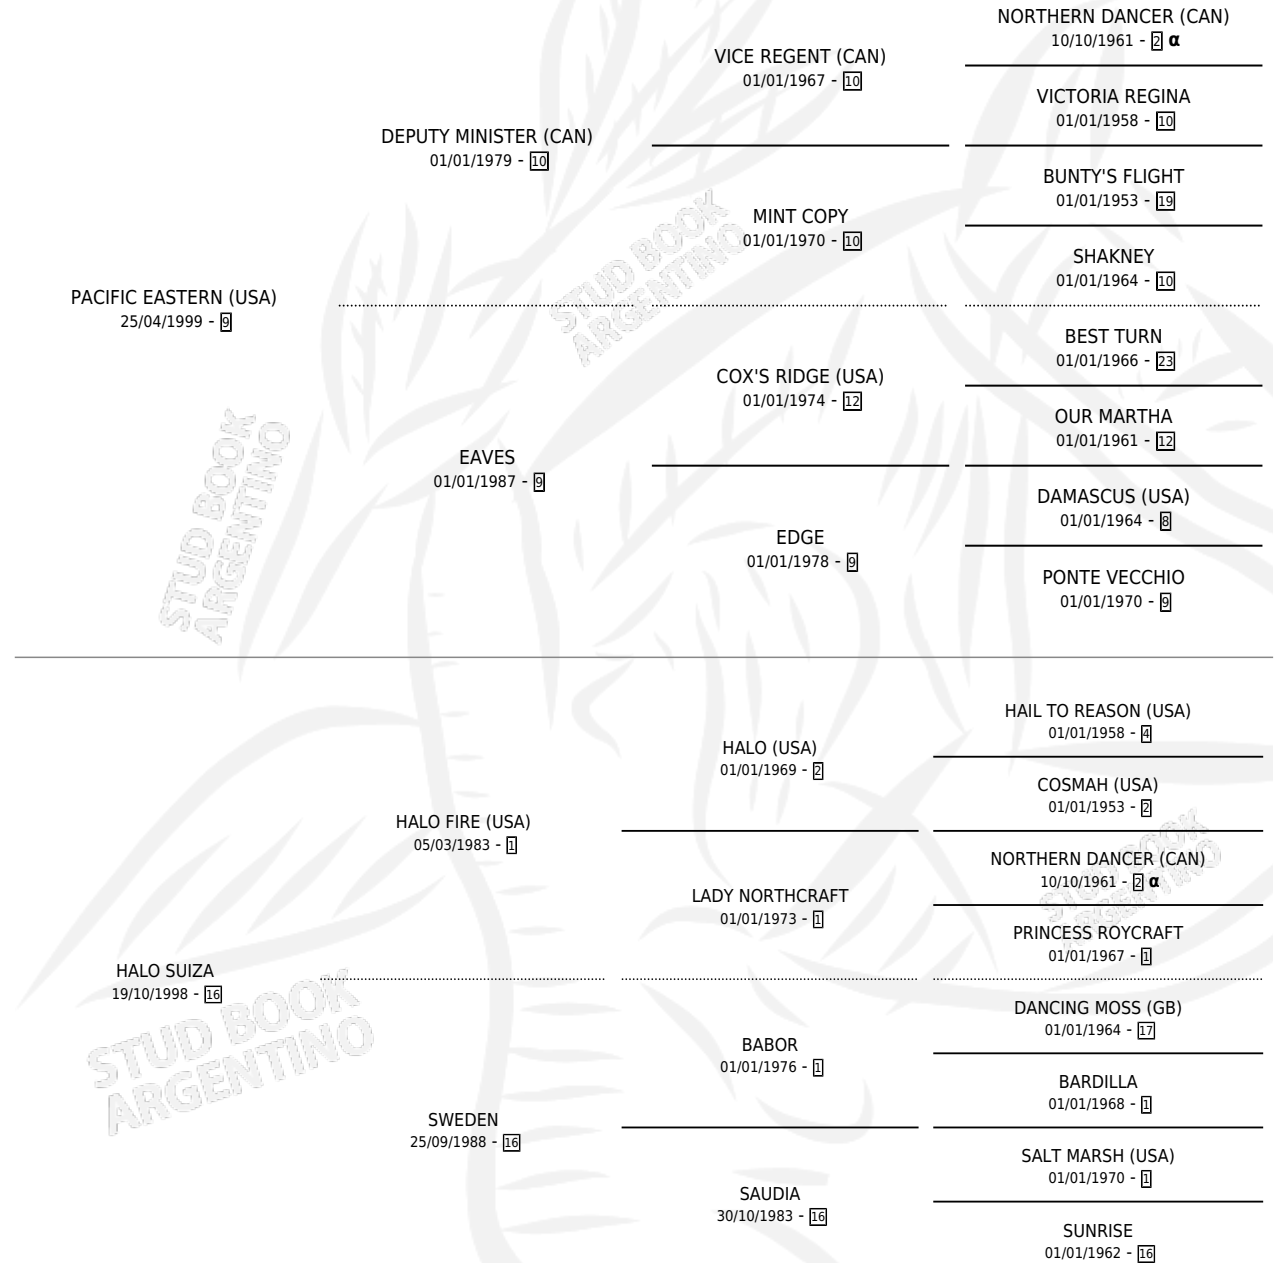 NORTHERN DANCER (CAN)
10/10/1961 - 2 α
VICE REGENT (CAN)
01/01/1967 - 10
VICTORIA REGINA
01/01/1958 - 10
DEPUTY MINISTER (CAN)
01/01/1979 - 10
BUNTY'S FLIGHT
01/01/1953 - 19
MINT COPY
01/01/1970 - 10
SHAKNEY
01/01/1964 - 10
STUD BOOK
ARGENTINO
PACIFIC EASTERN (USA)
25/04/1999 - 9
BEST TURN
01/01/1966 - 23
COX'S RIDGE (USA)
01/01/1974 - 12
OUR MARTHA
01/01/1961 - 12
EAVES
01/01/1987 - 9
DAMASCUS (USA)
01/01/1964 - 8
EDGE
01/01/1978 - 9
PONTE VECCHIO
01/01/1970 - 9
STUD BOOK
ARGENTINO
HAIL TO REASON (USA)
01/01/1958 - 4
HALO (USA)
01/01/1969 - 2
COSMAH (USA)
01/01/1953 - 2
HALO FIRE (USA)
05/03/1983 - 1
NORTHERN DANCER (CAN)
10/10/1961 - 2 α
LADY NORTHCRAFT
01/01/1973 - 1
PRINCESS ROYCRAFT
01/01/1967 - 1
STUD BOOK
ARGENTINO
HALO SUIZA
19/10/1998 - 16
DANCING MOSS (GB)
01/01/1964 - 17
BABOR
01/01/1976 - 1
BARDILLA
01/01/1968 - 1
STUD BOOK
ARGENTINO
SWEDEN
25/09/1988 - 16
SALT MARSH (USA)
01/01/1970 - 1
SAUDIA
30/10/1983 - 16
SUNRISE
01/01/1962 - 16